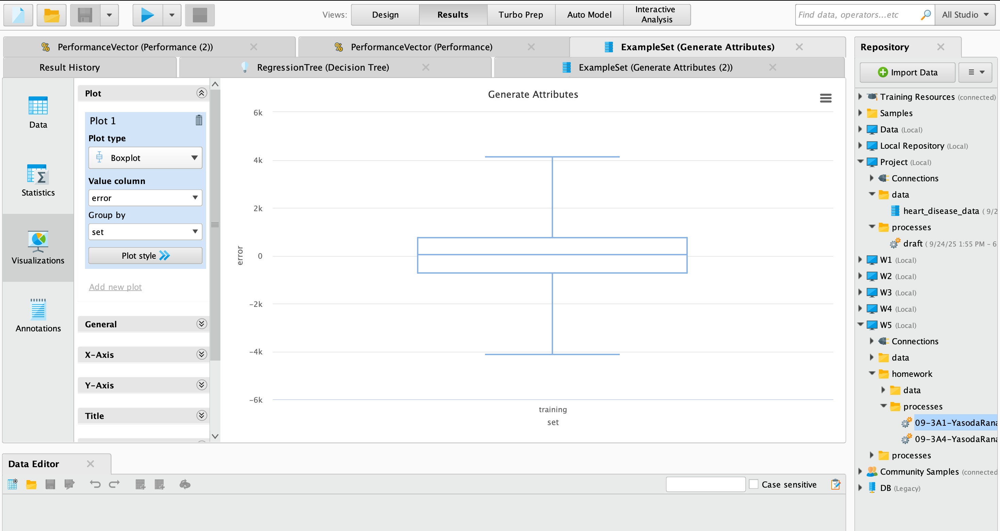 Views:
Design
Results
Turbo Prep
Auto Model
Interactive
Analysis
Find data, operators...etc
All Studio
PerformanceVector (Performance (2))
PerformanceVector (Performance)
ExampleSet (Generate Attributes)
Result History
RegressionTree (Decision Tree)
ExampleSet (Generate Attributes (2))
Data
Statistics
Visualizations
Annotations
Plot
Plot 1
Plot type
Boxplot
Value column
error
Group by
set
Plot style
Add new plot
General
X-Axis
Y-Axis
Title
Generate Attributes
6k
4k
2k
0
-2k
-4k
-6k
error
training
set
Repository
Import Data
Training Resources (connected)
Samples
Data (Local)
Local Repository (Local)
Project (Local)
Connections
data
heart_disease_data ( 9/2
processes
draft ( 9/24/25 1:55 PM – 6
W1 (Local)
W2 (Local)
W3 (Local)
W4 (Local)
W5 (Local)
Connections
data
homework
data
processes
09-3A1-YasodaRana
09-3A4-YasodaRana
processes
Community Samples (connected
DB (Legacy)
Data Editor
Case sensitive